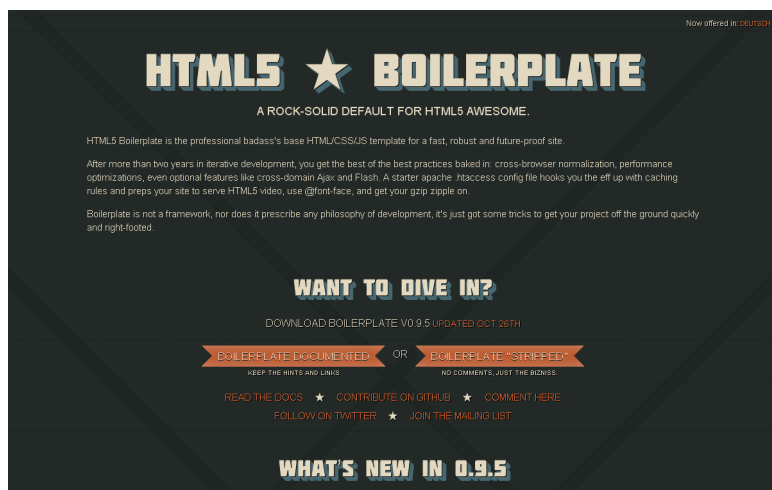 Now offered in: DEUTSCH
HTML5 ★ BOILERPLATE
A ROCK-SOLID DEFAULT FOR HTML5 AWESOME.
HTML5 Boilerplate is the professional badass's base HTML/CSS/JS template for a fast, robust and future-proof site.
After more than two years in iterative development, you get the best of the best practices baked in: cross-browser normalization, performance
optimizations, even optional features like cross-domain Ajax and Flash. A starter apache .htaccess config file hooks you the eff up with caching
rules and preps your site to serve HTML5 video, use @font-face, and get your gzip zipple on.
Boilerplate is not a framework, nor does it prescribe any philosophy of development, it's just got some tricks to get your project off the ground quickly
and right-footed.
WANT TO DIVE IN?
DOWNLOAD BOILERPLATE V0.9.5 UPDATED OCT 26TH
BOILERPLATE DOCUMENTED OR BOILERPLATE "STRIPPED"
KEEP THE HINTS AND LINKS NO COMMENTS, JUST THE BIZNISS.
READ THE DOCS ★ CONTRIBUTE ON GITHUB ★ COMMENT HERE
FOLLOW ON TWITTER ★ JOIN THE MAILING LIST
WHAT'S NEW IN 0.9.5